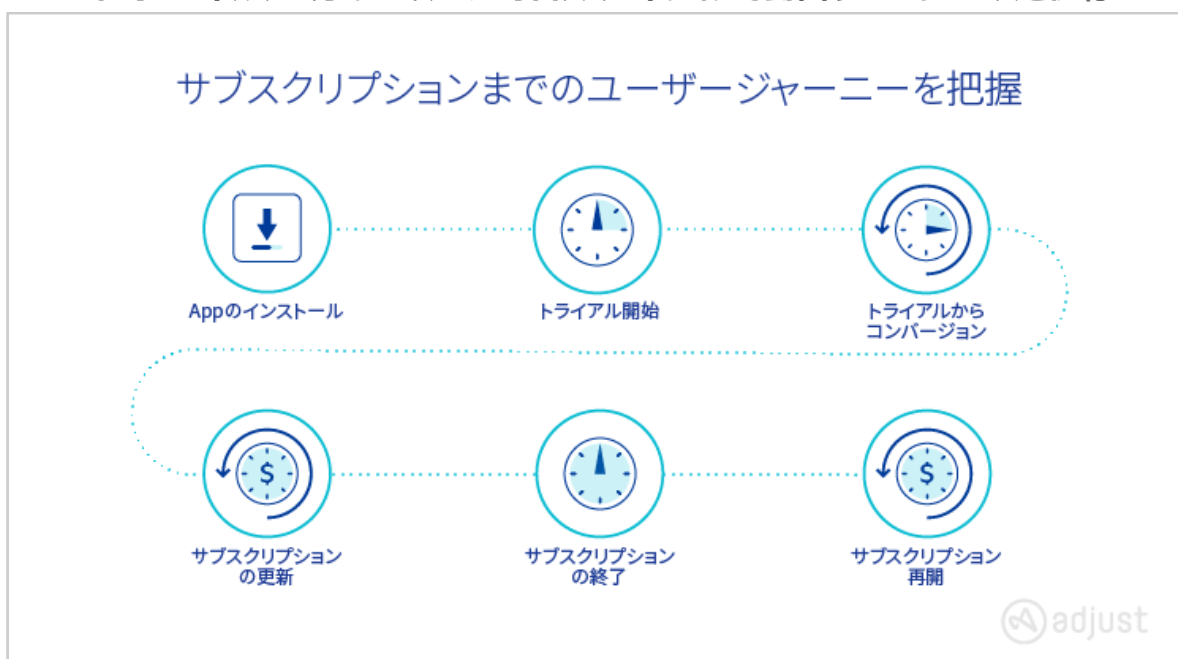 サブスクリプションまでのユーザージャーニーを把握
Appのインストール
トライアル開始
トライアルから
コンバージョン
$
サブスクリプション
の更新
サブスクリプション
の終了
$
サブスクリプション
再開
adjust